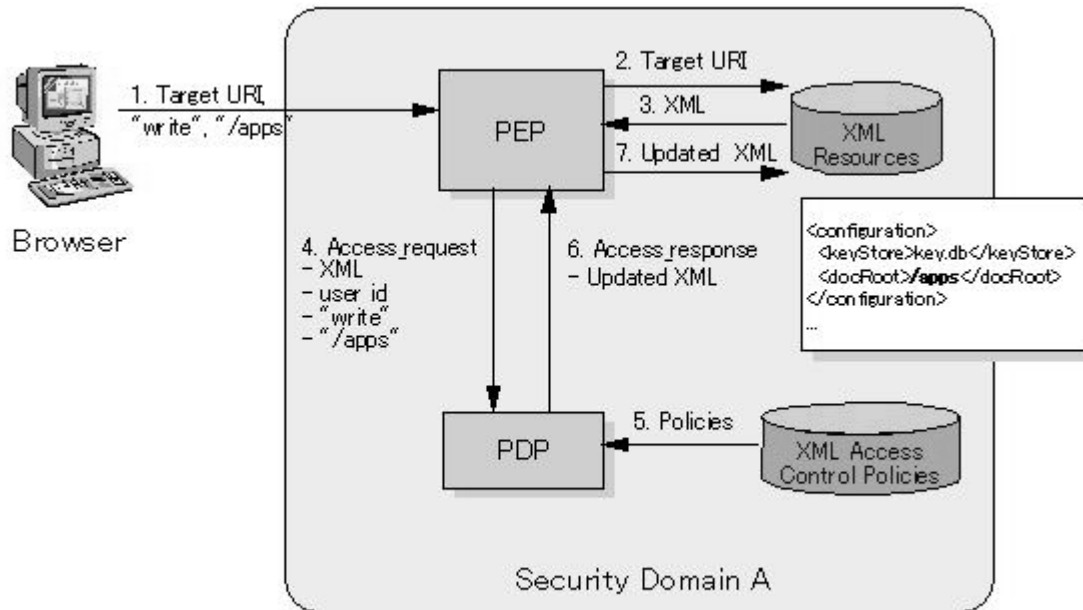 1. Target URI,
"write", "/apps"
Browser
PEP
2. Target URI
3. XML
7. Updated XML
XML
Resources
<configuration>
<keyStore>key.db</keyStore>
<docRoot>/apps</docRoot>
</configuration>
...
4. Access_request
- XML
- user id
- "write"
- "/apps"
6. Access_response
- Updated XML
PDP
5. Policies
XML Access
Control Policies
Security Domain A